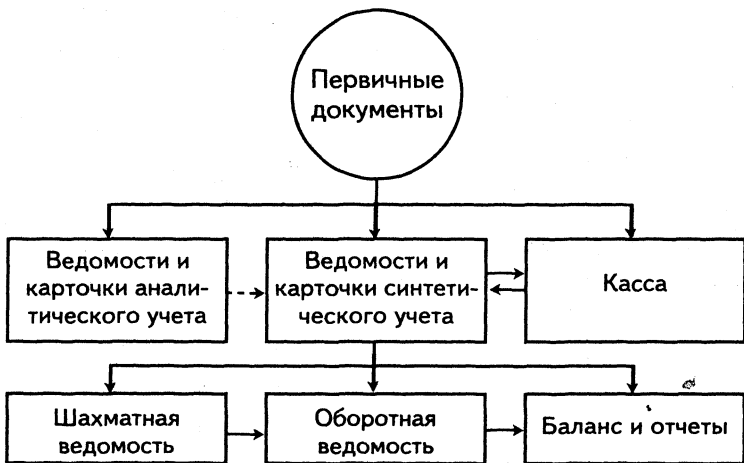 Первичные
документы
Ведомости и
карточки анали-
тического учета
Ведомости и
карточки синтети-
ческого учета
Касса
Шахматная
ведомость
Оборотная
ведомость
Баланс и отчеты